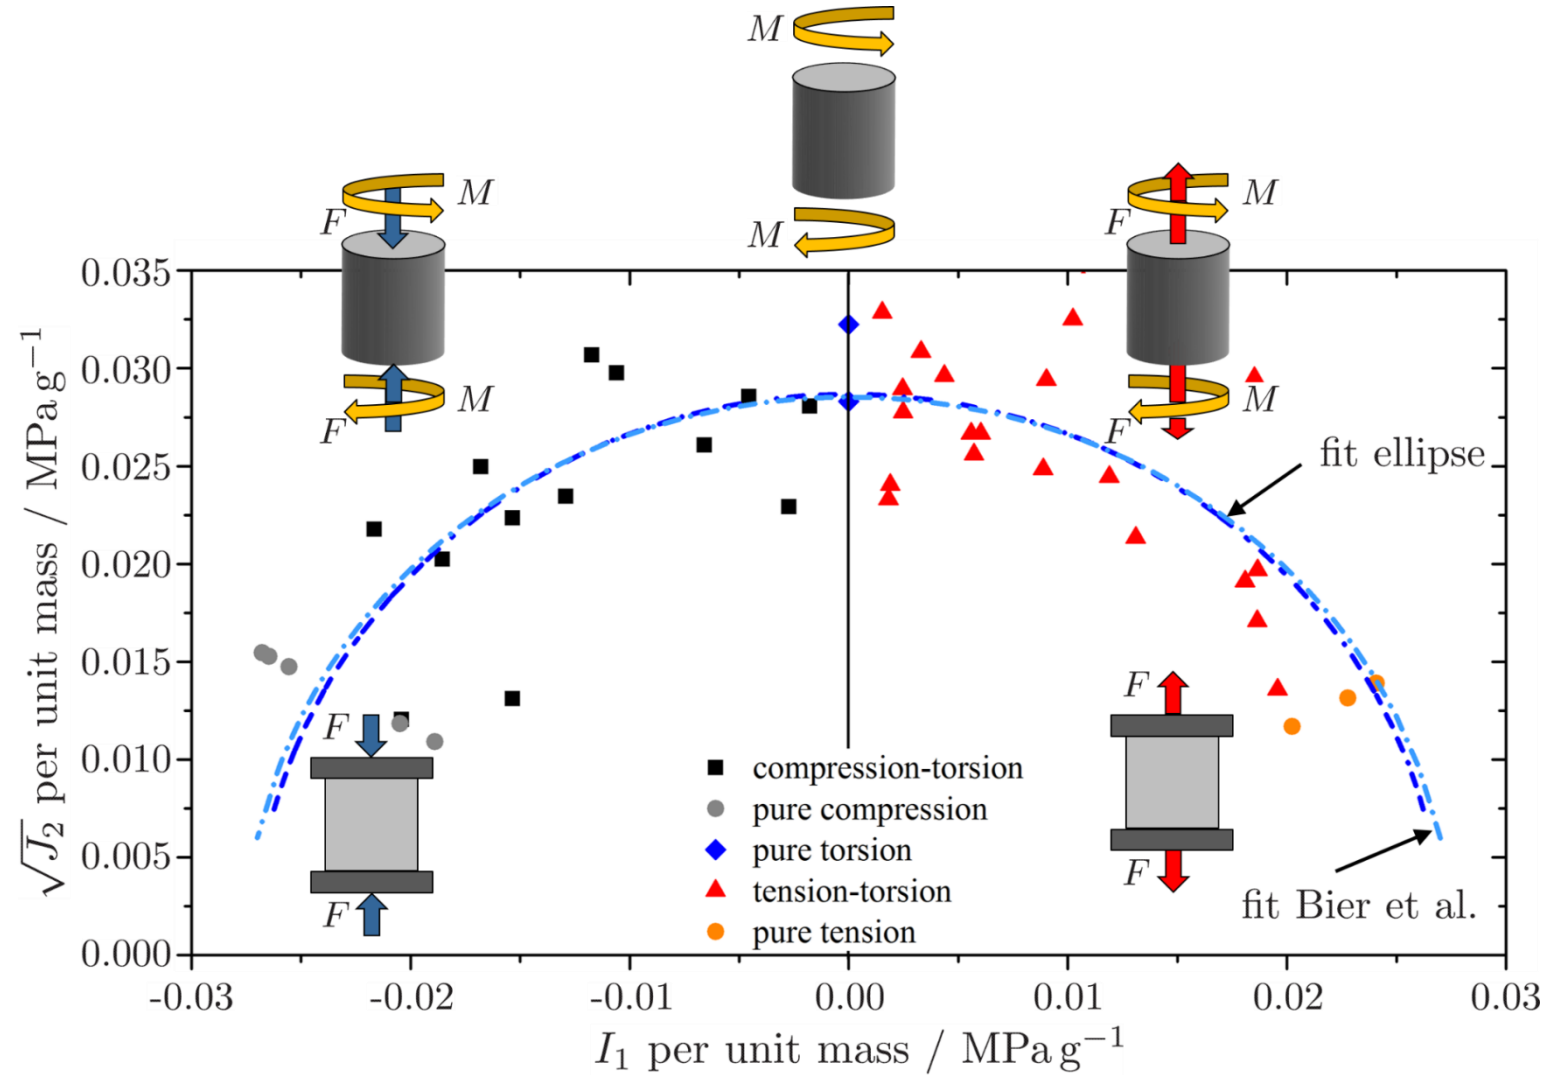 M
M
M
F
M
F
M
F
M
F
M
0.035
0.030
0.025
0.020
0.015
0.010
0.005
0.000
-0.03
-0.02
-0.01
0.00
0.01
0.02
0.03
√J₂ per unit mass / MPa g⁻¹
I₁ per unit mass / MPa g⁻¹
fit ellipse
fit Bier et al.
F
F
F
F
compression-torsion
pure compression
pure torsion
tension-torsion
pure tension